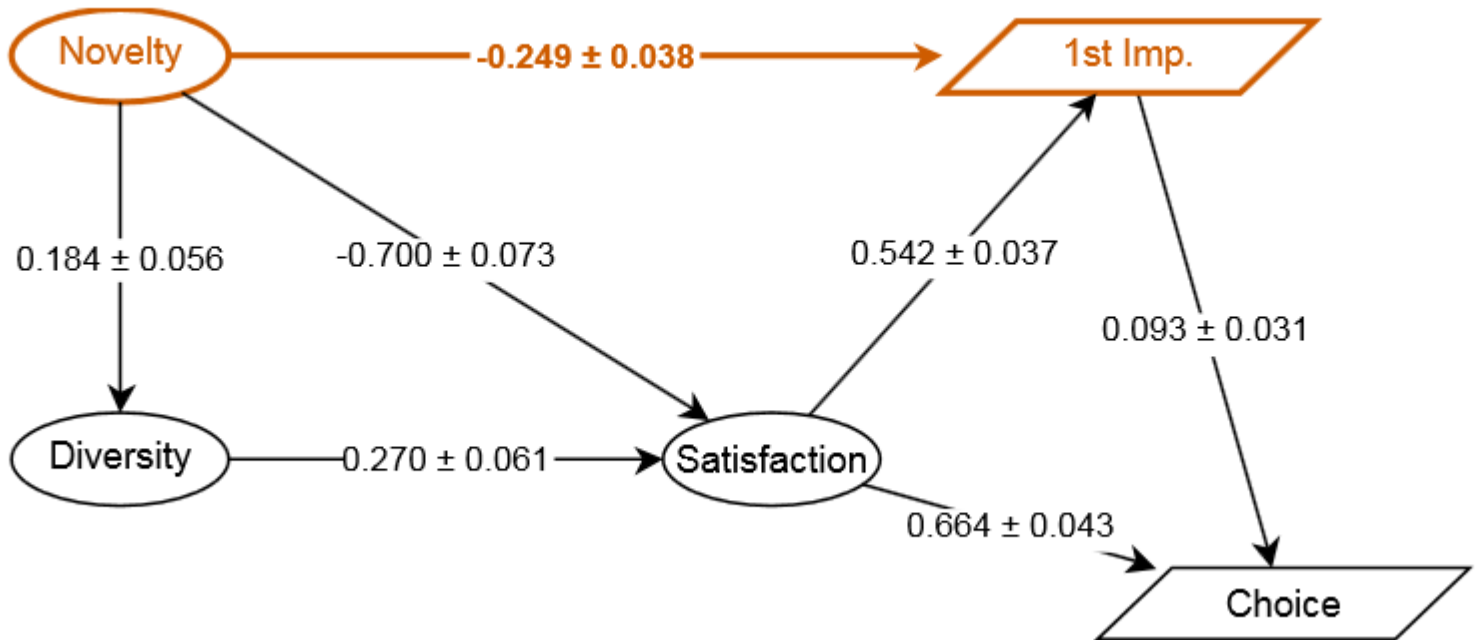 Novelty
-0.249 ± 0.038
1st Imp.
0.184 ± 0.056
-0.700 ± 0.073
0.542 ± 0.037
0.093 ± 0.031
Diversity
0.270 ± 0.061
Satisfaction
0.664 ± 0.043
Choice